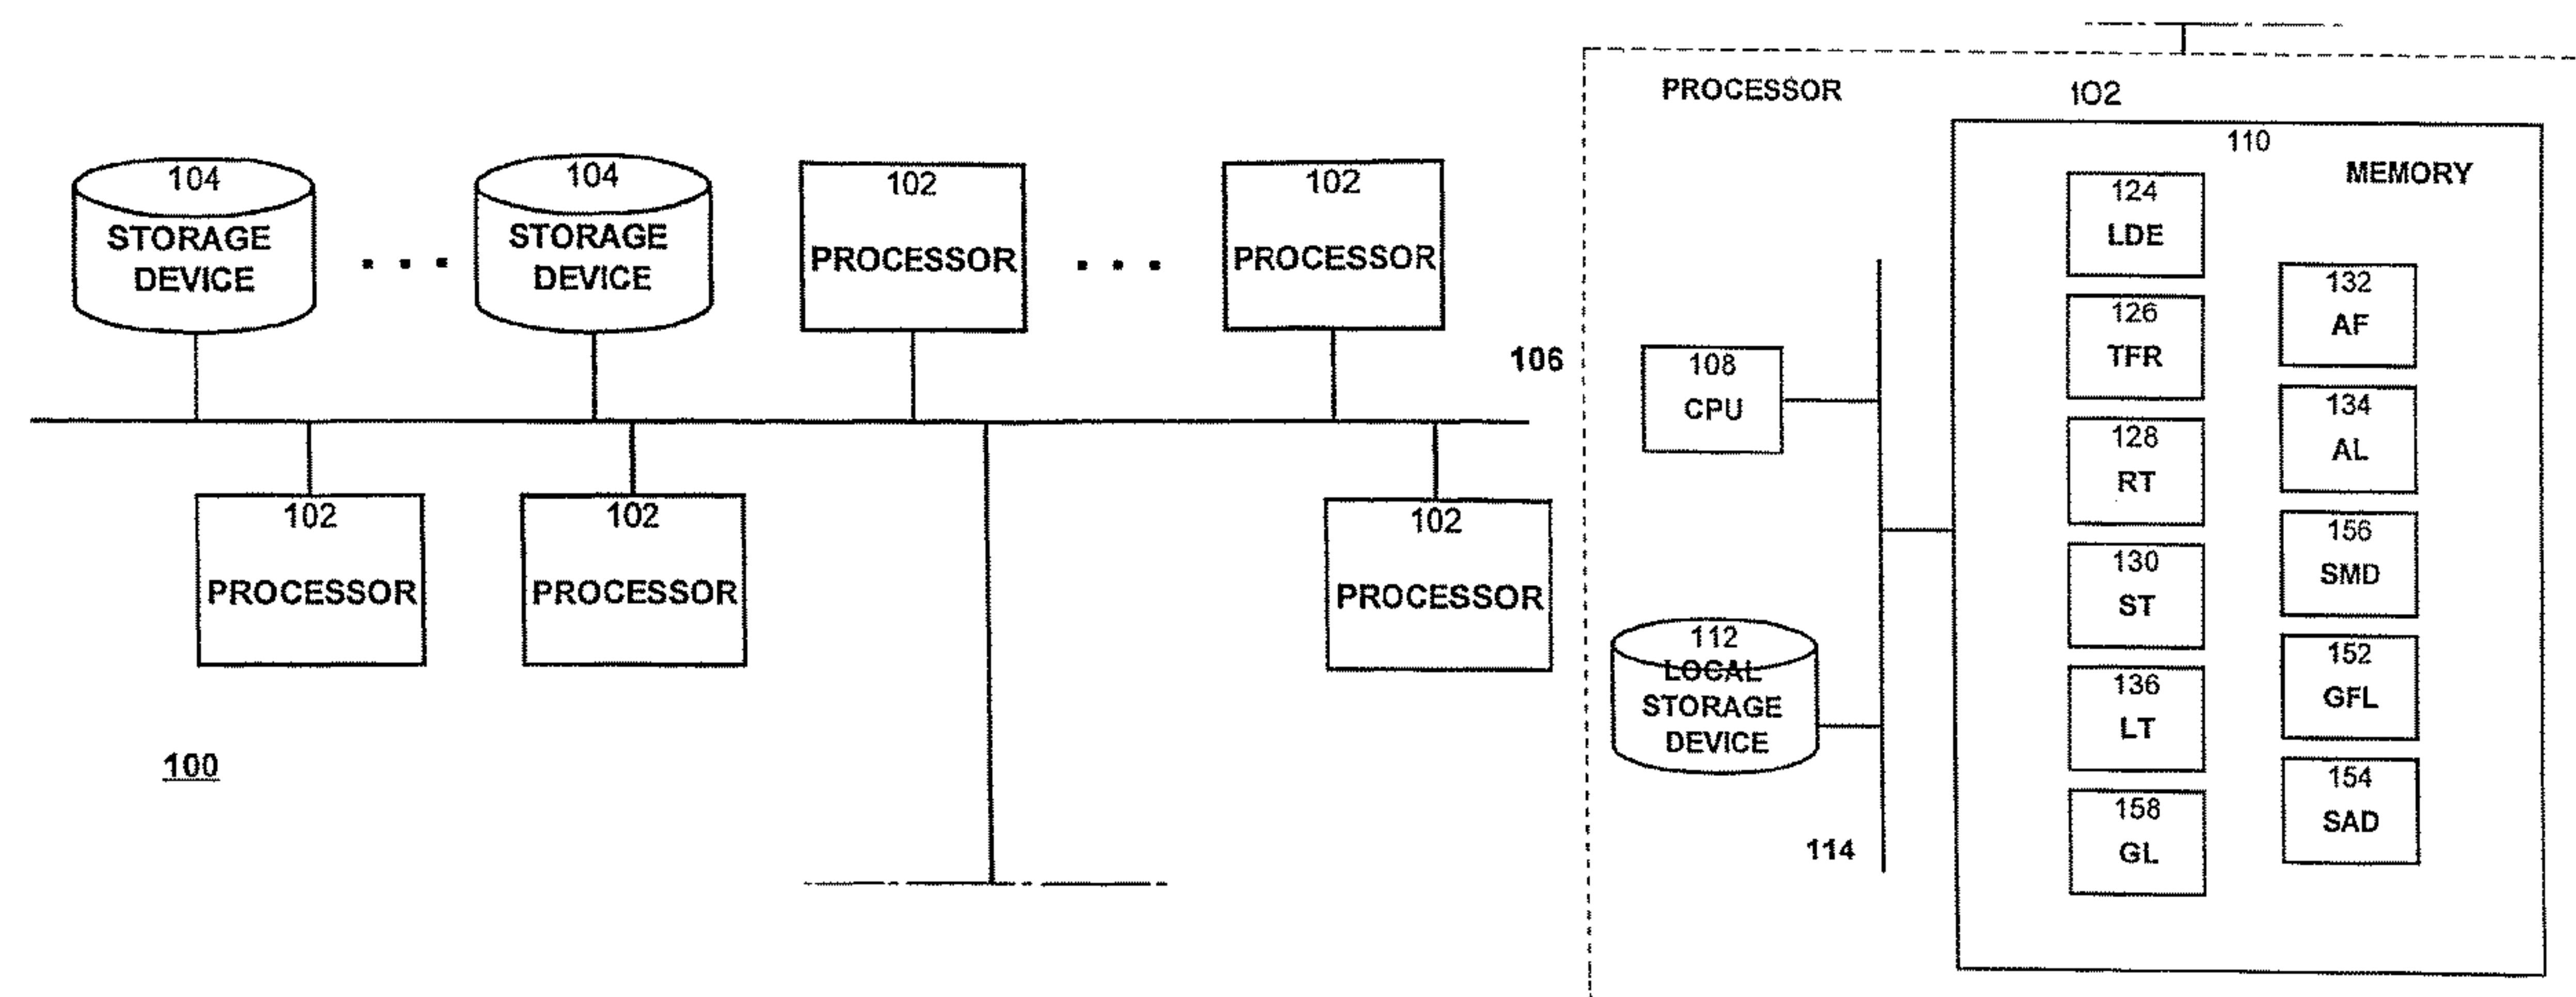 104
STORAGE
DEVICE
104
STORAGE
DEVICE
102
PROCESSOR
102
PROCESSOR
106
102
PROCESSOR
102
PROCESSOR
102
PROCESSOR
100
PROCESSOR
102
110
MEMORY
108
CPU
112
LOCAL
STORAGE
DEVICE
114
124
LDE
126
TFR
128
RT
130
ST
136
LT
158
GL
132
AF
134
AL
156
SMD
152
GFL
154
SAD